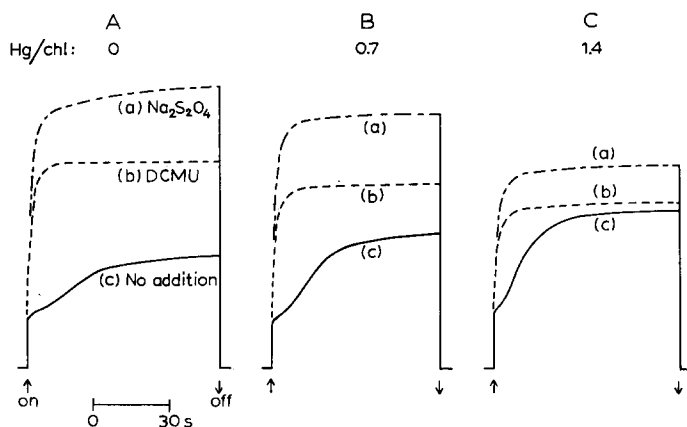 A B C
Hg/chl: 0 0.7 1.4
(a) Na₂S₂O₄
(b) DCMU
(c) No addition
on off
0 30 s
(a)
(b)
(c)
(a)
(b)
(c)